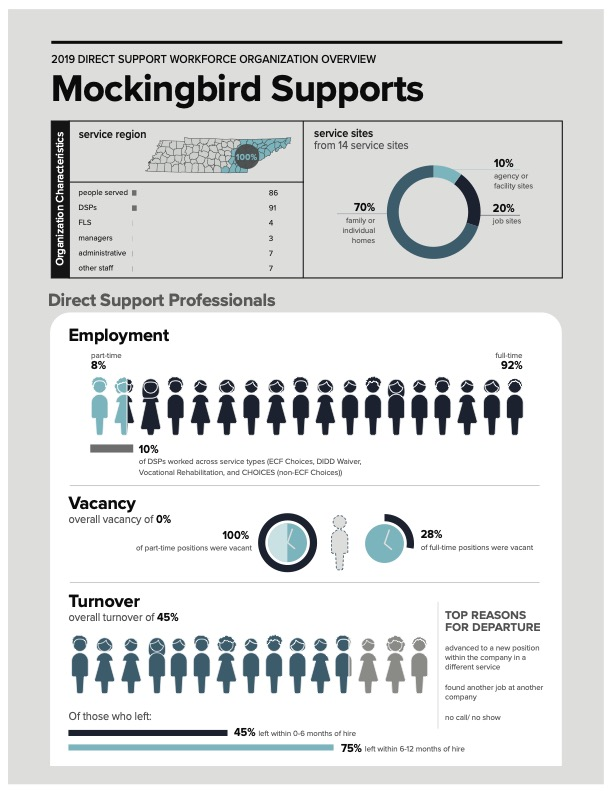 2019 DIRECT SUPPORT WORKFORCE ORGANIZATION OVERVIEW
Mockingbird Supports
Organization Characteristics
service region
100%
people served 86
DSPs 91
FLS 4
managers 3
administrative 7
other staff 7
service sites
from 14 service sites
10%
agency or
facility sites
20%
job sites
70%
family or
individual
homes
Direct Support Professionals
Employment
part-time
8%
full-time
92%
10%
of DSPs worked across service types (ECF Choices, DIDD Waiver,
Vocational Rehabilitation, and CHOICES (non-ECF Choices))
Vacancy
overall vacancy of 0%
100%
of part-time positions were vacant
28%
of full-time positions were vacant
Turnover
overall turnover of 45%
TOP REASONS
FOR DEPARTURE
advanced to a new position
within the company in a
different service
found another job at another
company
no call/ no show
Of those who left:
45% left within 0-6 months of hire
75% left within 6-12 months of hire